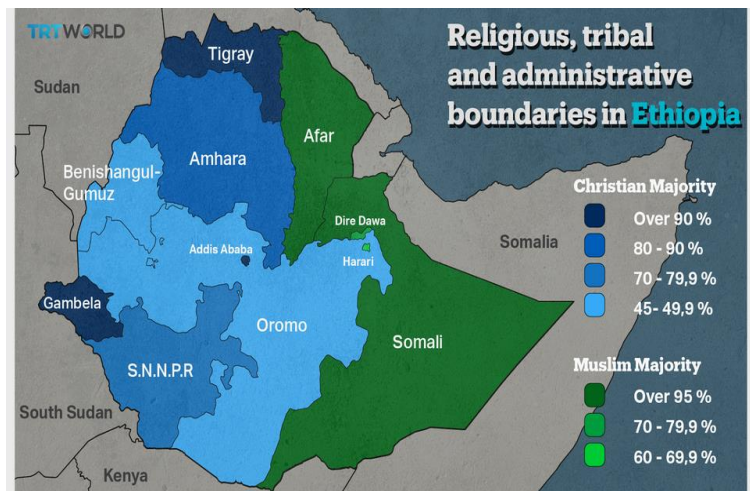 TRT WORLD
Religious, tribal
and administrative
boundaries in Ethiopia
Sudan
Tigray
Afar
Amhara
Benishangul-
Gumuz
Dire Dawa
Addis Ababa
Harari
Somalia
Gambela
Oromo
Somali
S.N.N.P.R
South Sudan
Kenya
Christian Majority
Over 90 %
80 - 90 %
70 - 79,9 %
45- 49,9 %
Muslim Majority
Over 95 %
70 - 79,9 %
60 - 69,9 %